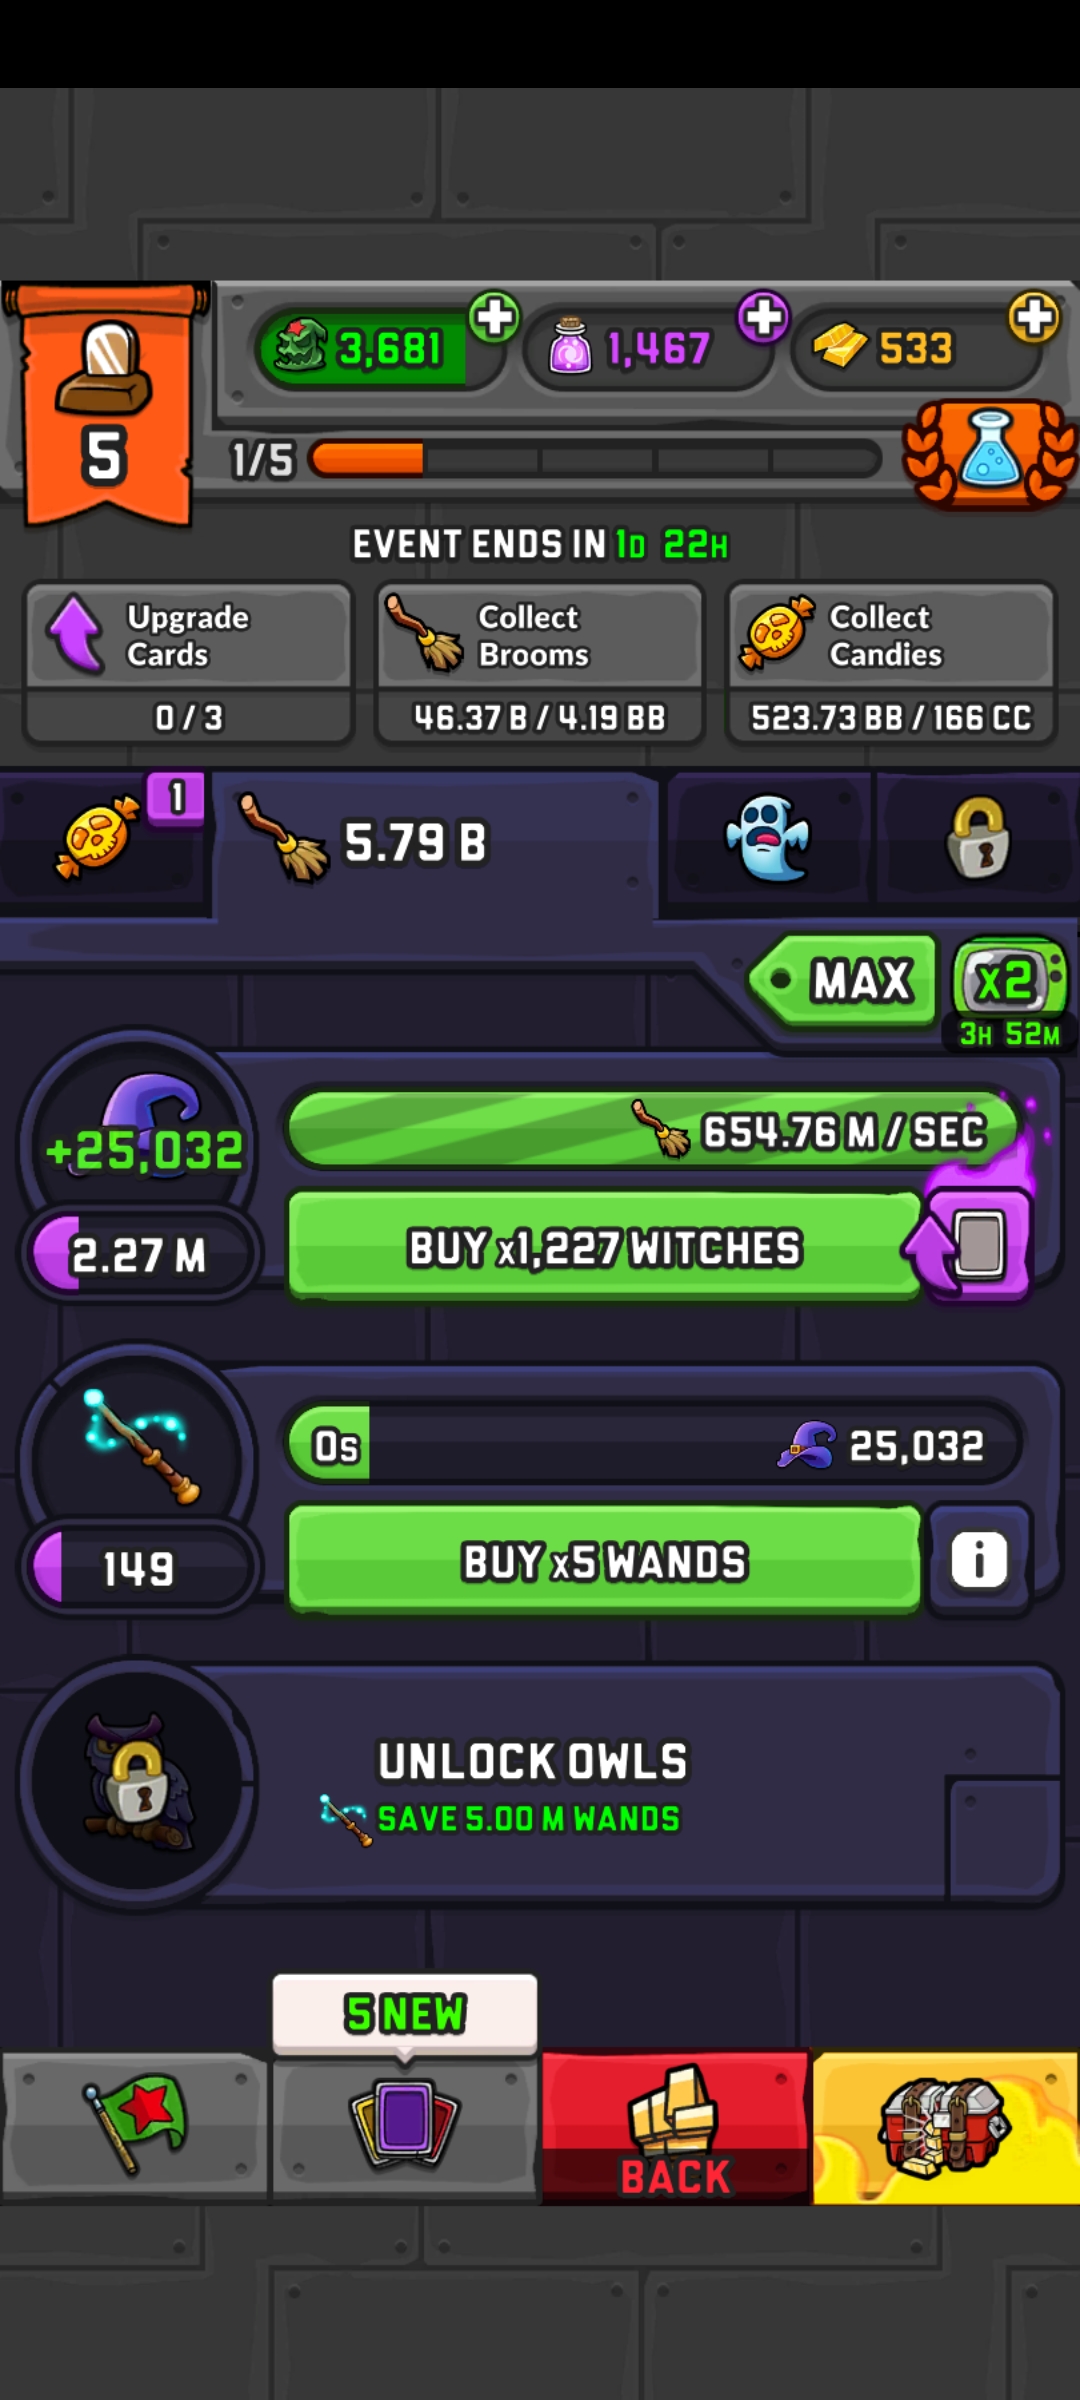 3,681
1,467
533
5
1/5
EVENT ENDS IN 1D 22H
Upgrade
Cards
0 / 3
Collect
Brooms
46.37 B / 4.19 BB
Collect
Candies
523.73 BB / 166 CC
1
5.79 B
MAX
x2
3H 52M
+25,032
654.76 M / SEC
2.27 M
BUY x1,227 WITCHES
0s
25,032
149
BUY x5 WANDS
i
UNLOCK OWLS
SAVE 5.00 M WANDS
5 NEW
BACK